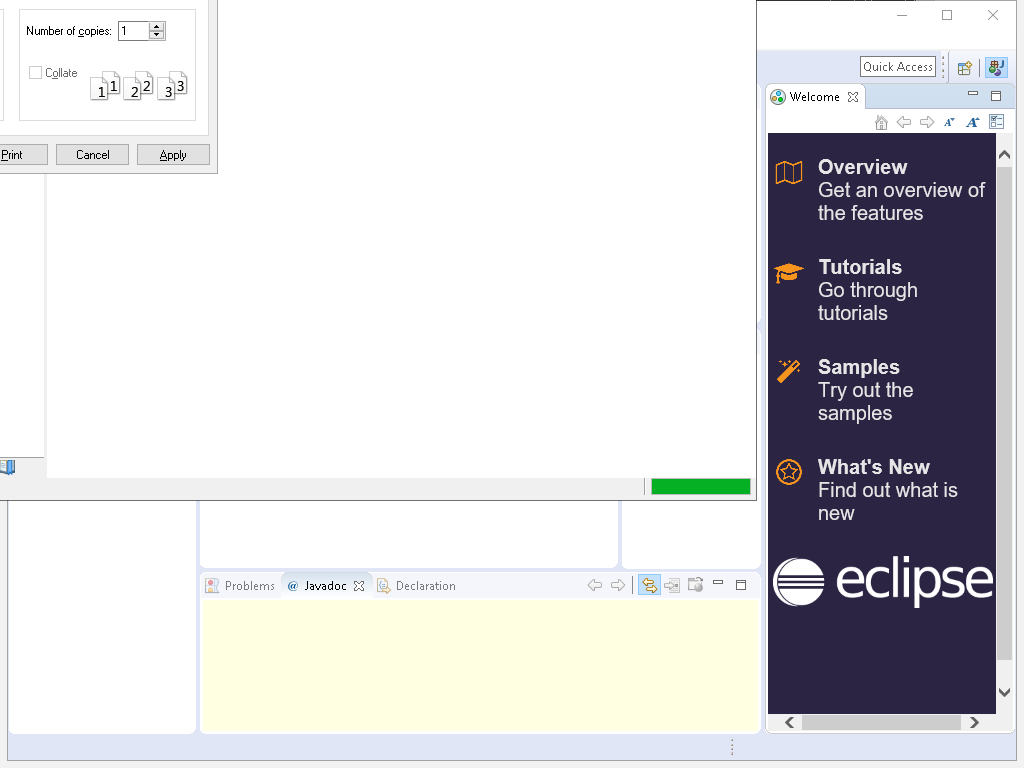 Number of copies: 1
Collate
1 1 2 2 3 3
Print Cancel Apply
Quick Access
Welcome
A A
Overview
Get an overview of
the features
Tutorials
Go through
tutorials
Samples
Try out the
samples
What's New
Find out what is
new
eclipse
Problems @ Javadoc Declaration